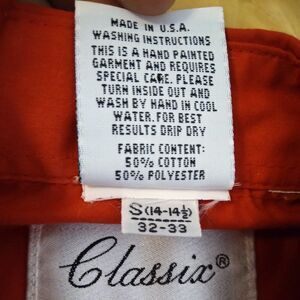 MADE IN U.S.A.
WASHING INSTRUCTIONS
THIS IS A HAND PAINTED
GARMENT AND REQUIRES
SPECIAL CARE. PLEASE
TURN INSIDE OUT AND
WASH BY HAND IN COOL
WATER. FOR BEST
RESULTS DRIP DRY
FABRIC CONTENT:
50% COTTON
50% POLYESTER
S(14-14½)
32-33
Classix®